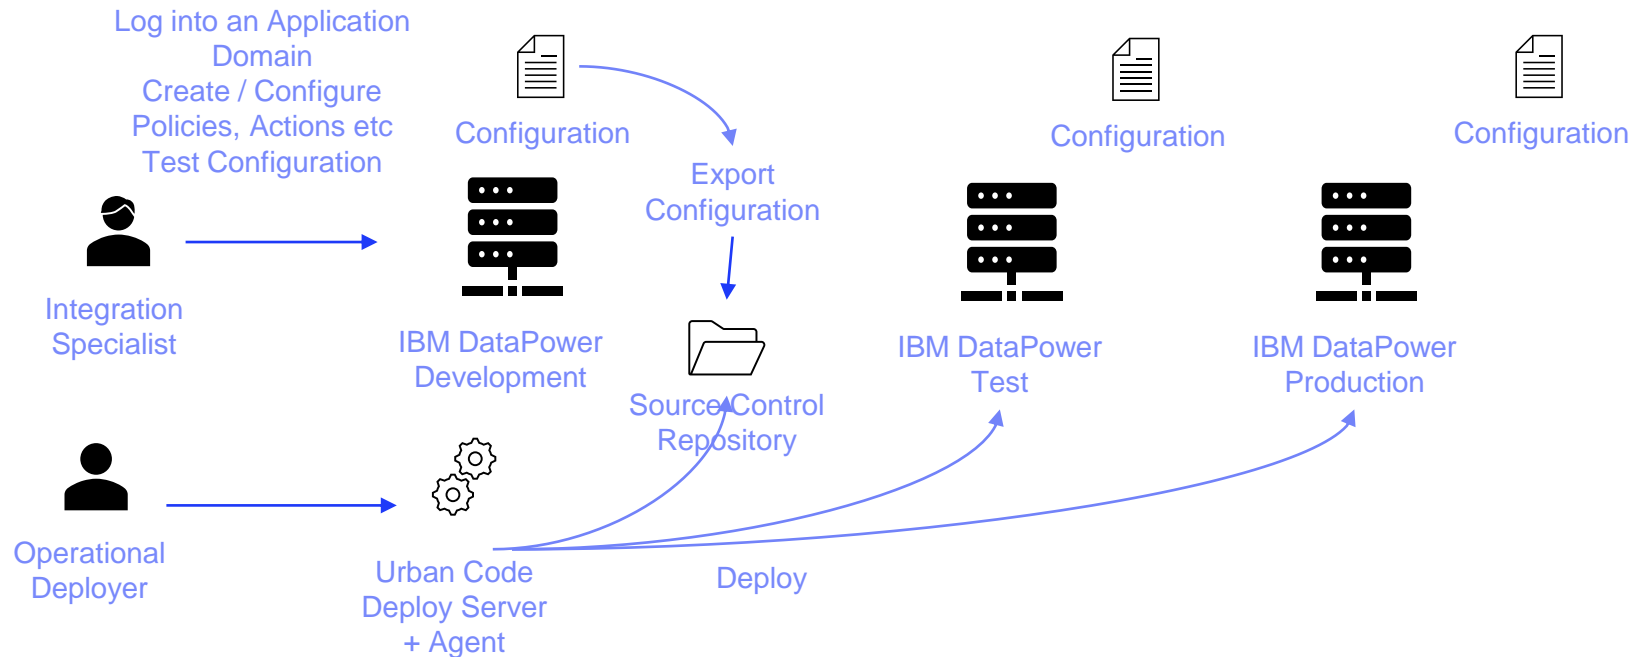 Log into an Application
Domain
Create / Configure
Policies, Actions etc
Test Configuration
Configuration
Export
Configuration
Configuration
Configuration
Integration
Specialist
IBM DataPower
Development
Source Control
Repository
IBM DataPower
Test
IBM DataPower
Production
Operational
Deployer
Urban Code
Deploy Server
+ Agent
Deploy